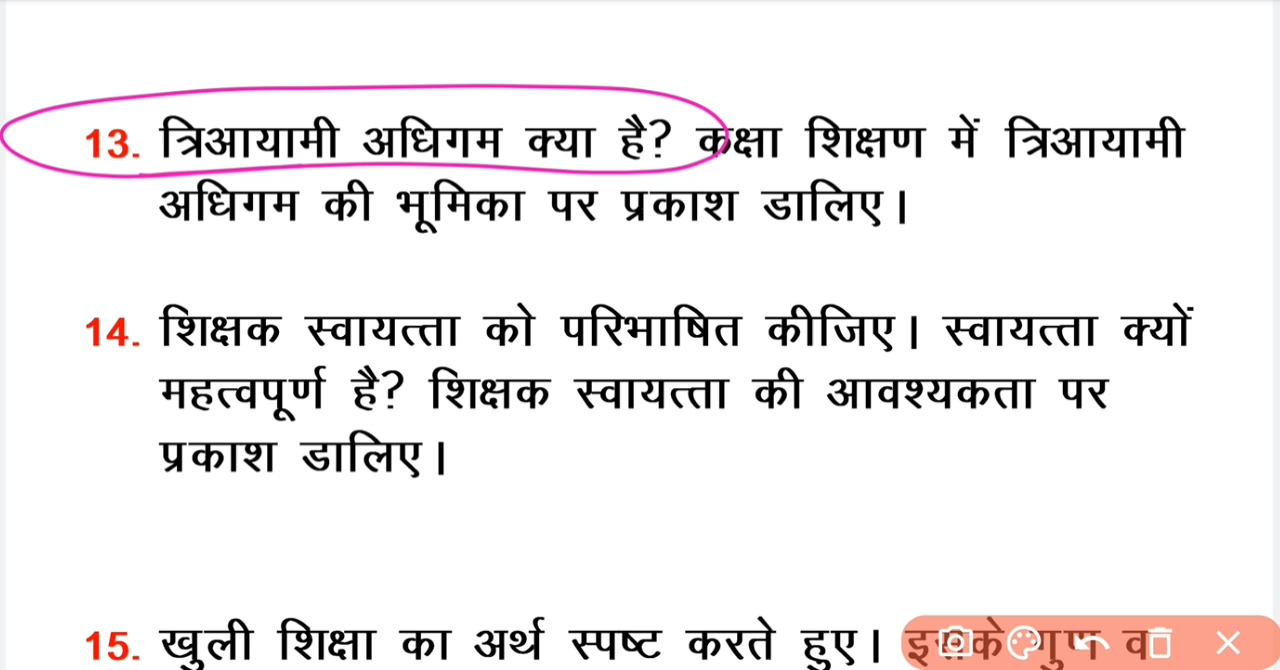 13. त्रिआयामी अधिगम क्या है? कक्षा शिक्षण में त्रिआयामी
अधिगम की भूमिका पर प्रकाश डालिए।
14. शिक्षक स्वायत्ता को परिभाषित कीजिए। स्वायत्ता क्यों
महत्वपूर्ण है? शिक्षक स्वायत्ता की आवश्यकता पर
प्रकाश डालिए।
15. खुली शिक्षा का अर्थ स्पष्ट करते हुए। इसके गुण व